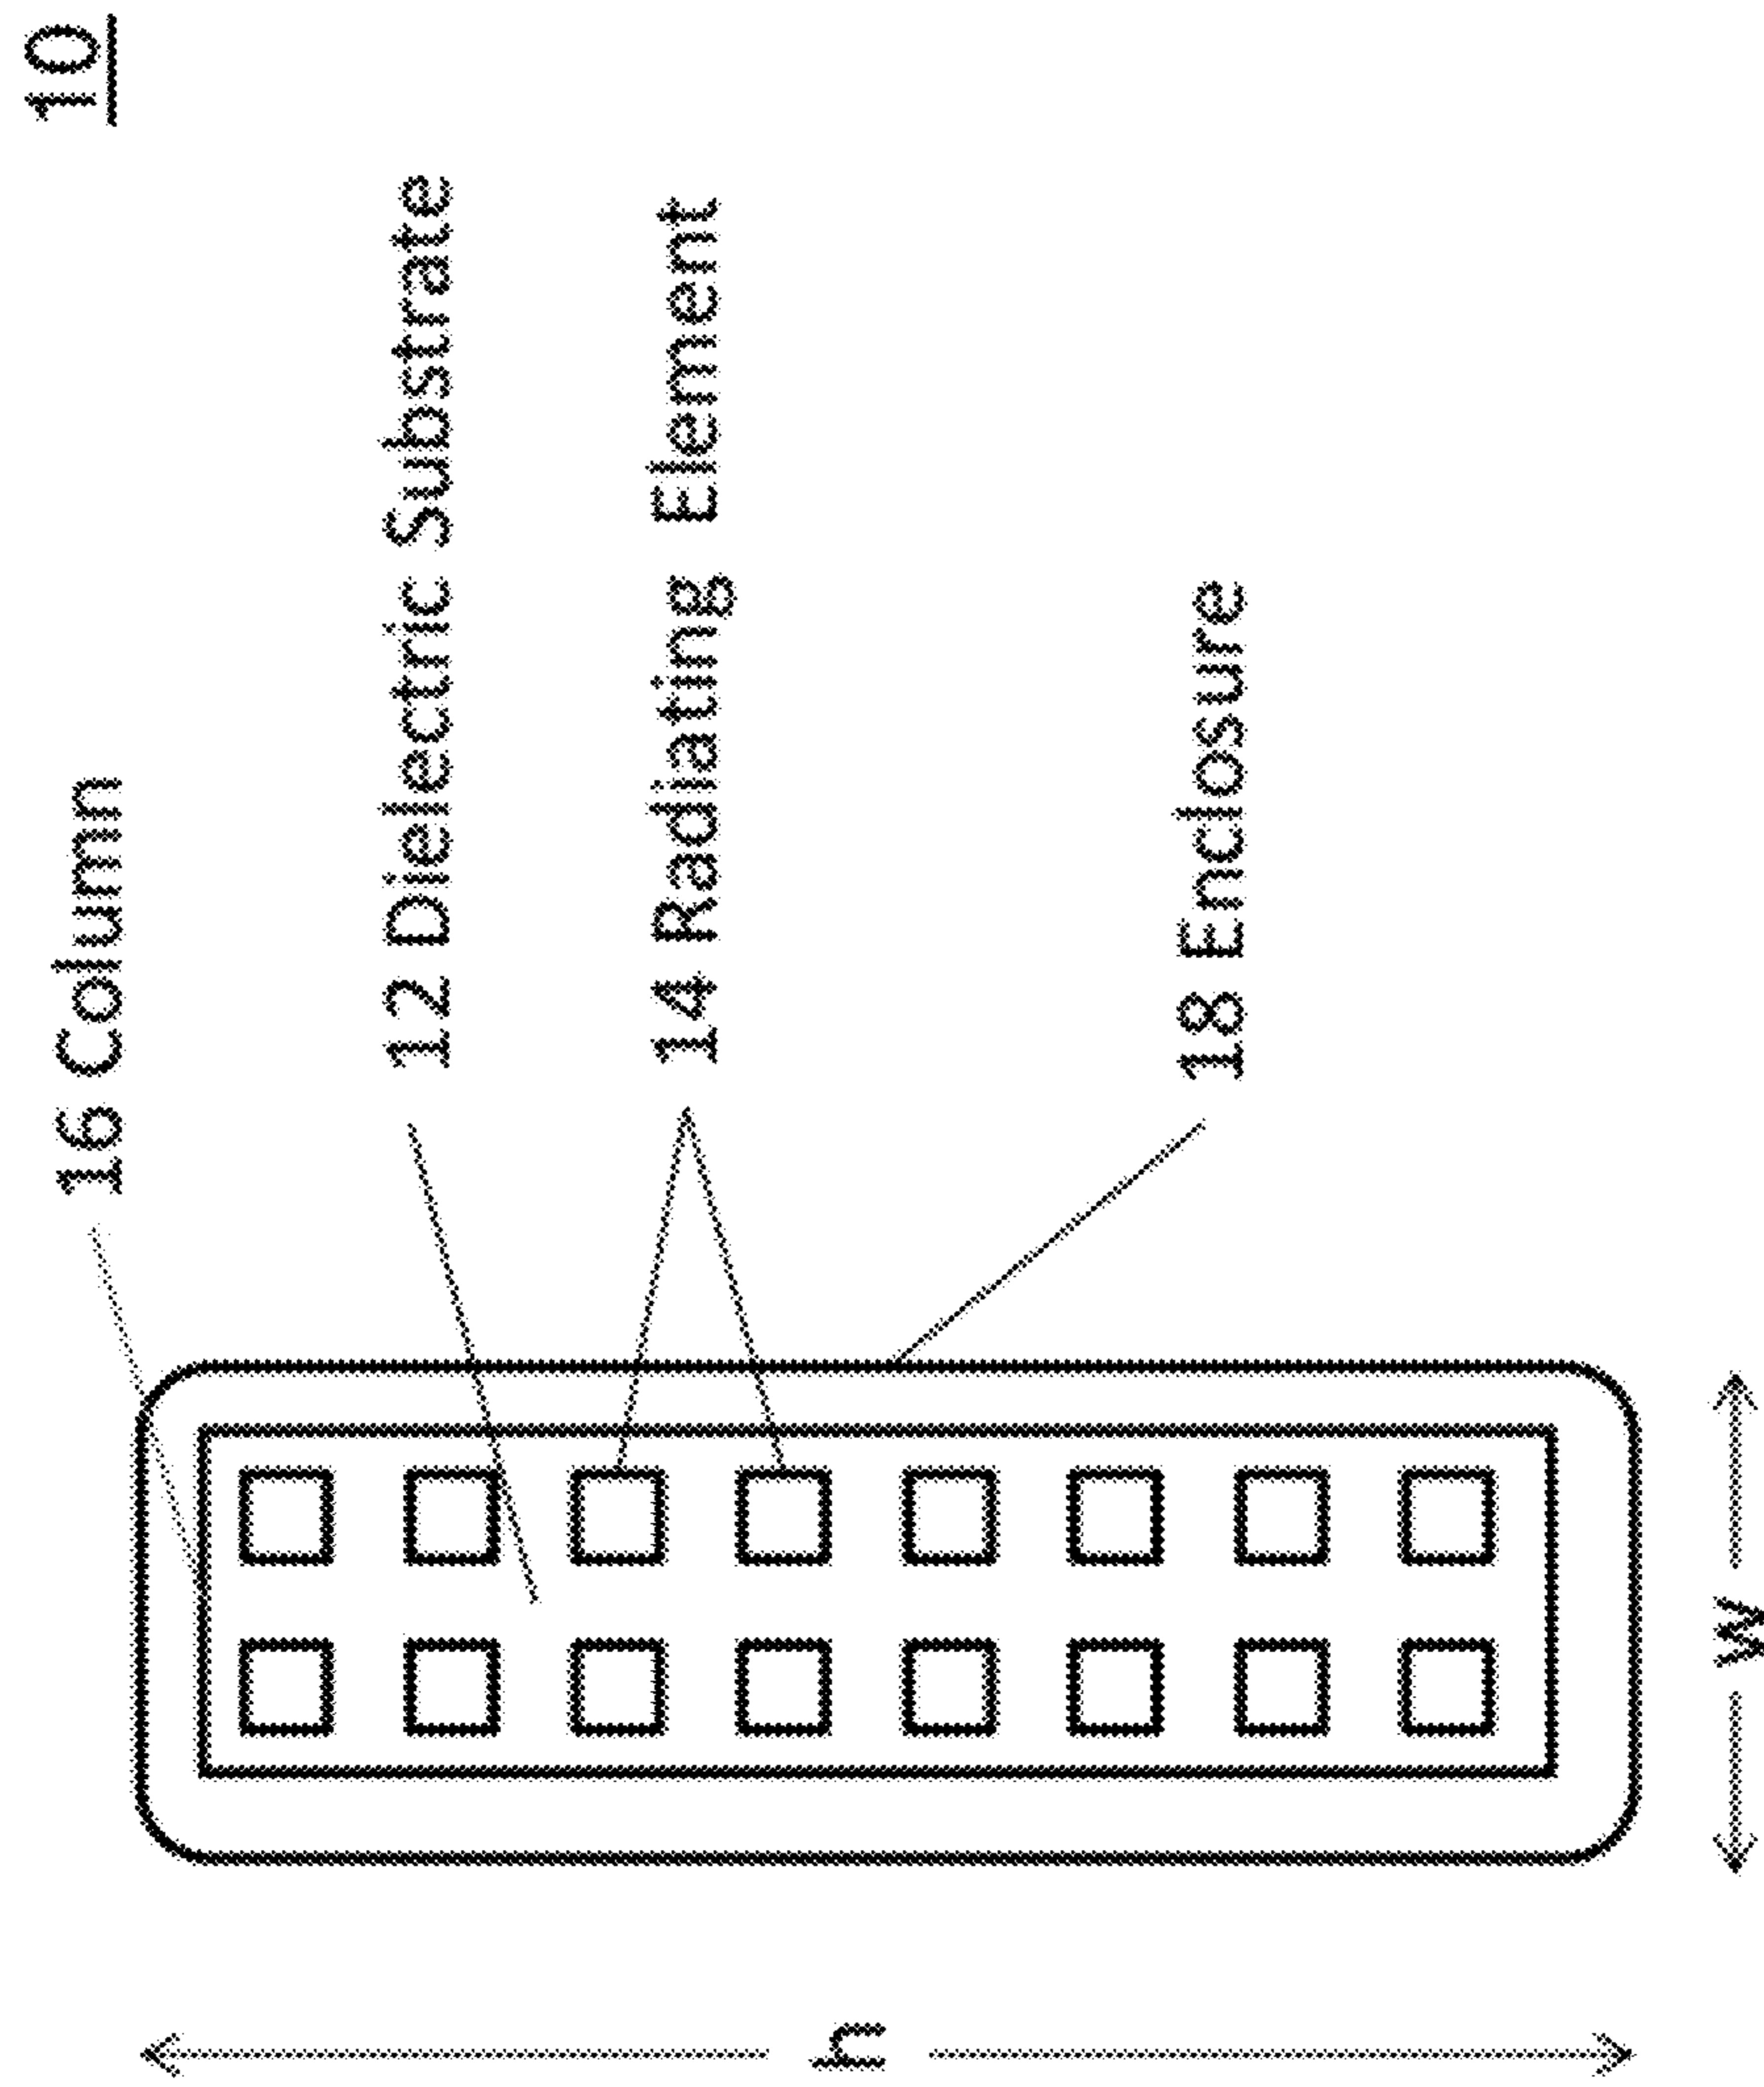 10
16 Column
12 Dielectric Substrate
14 Radiating Element
18 Enclosure
h
w